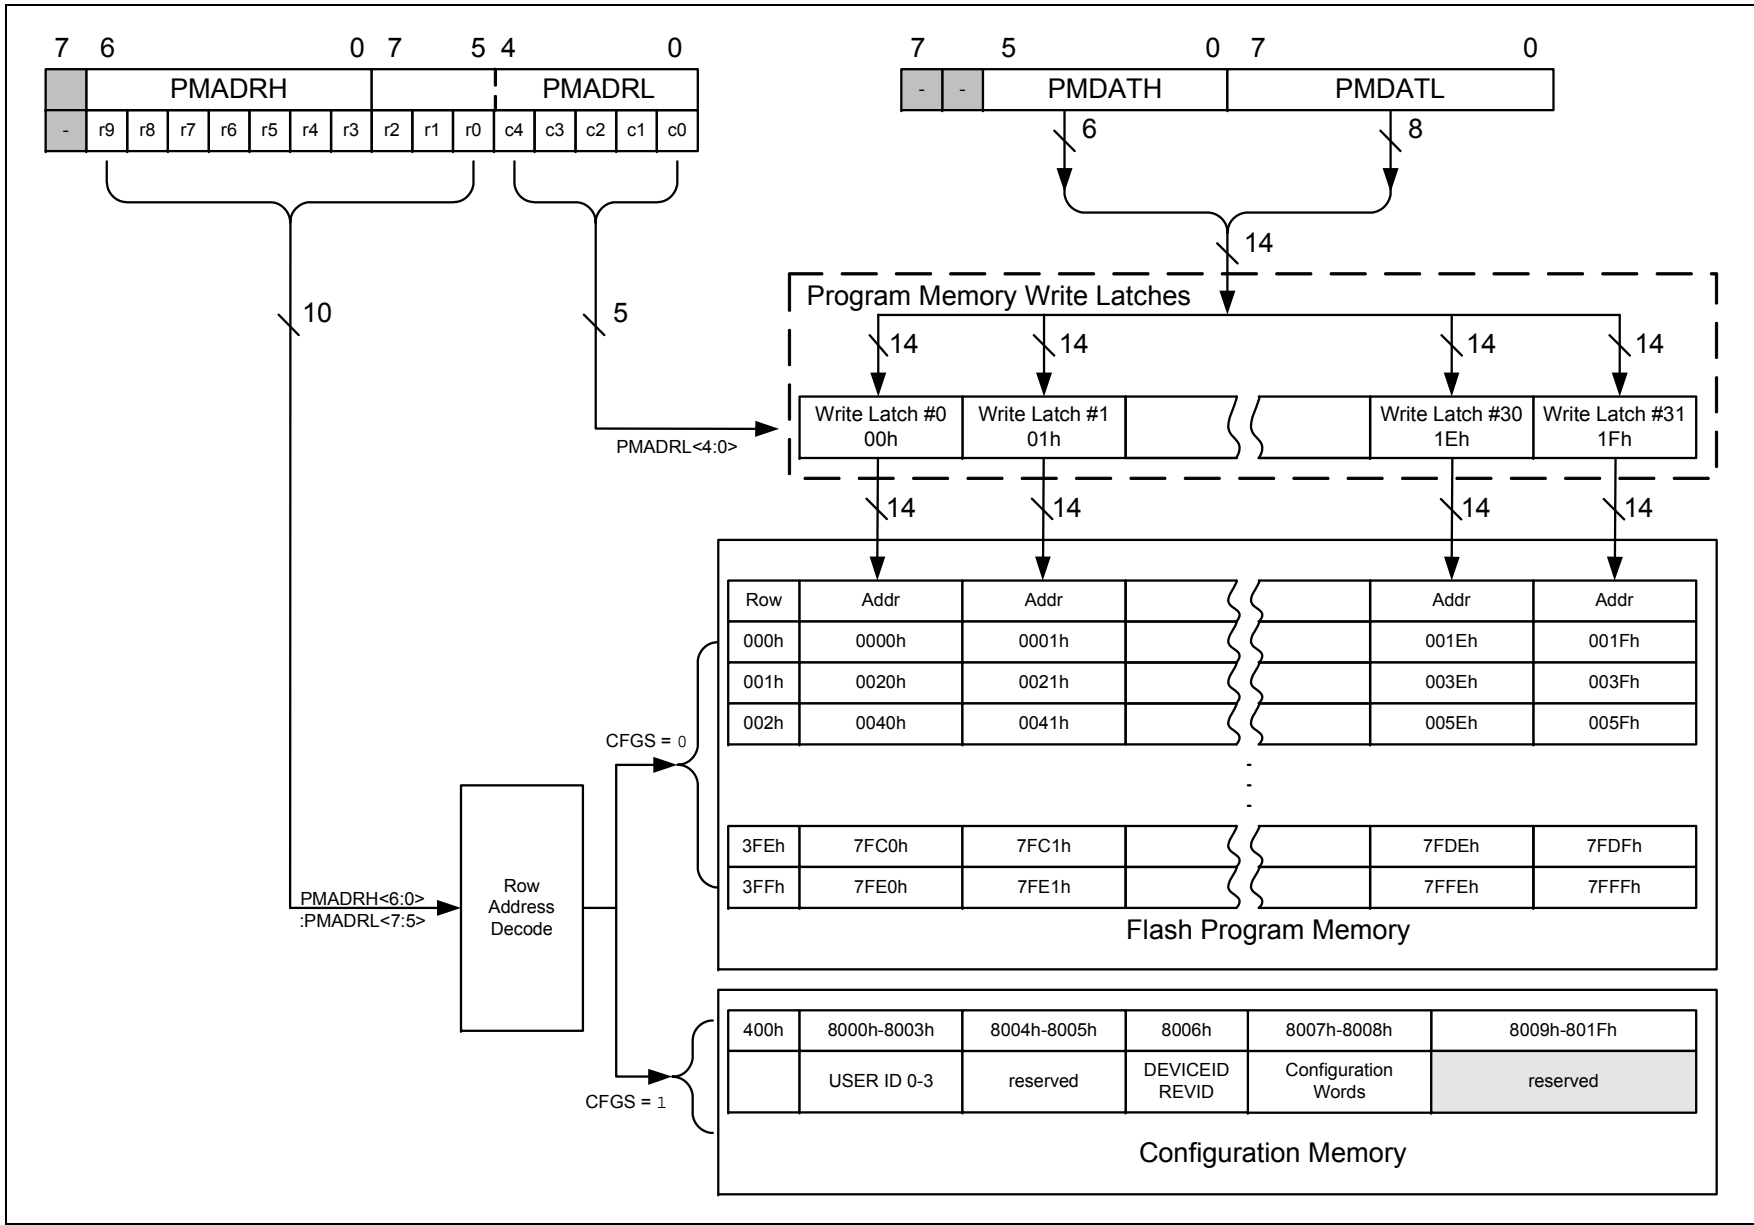 7 6 0 7 5 4 0
PMADRH PMADRL
- r9 r8 r7 r6 r5 r4 r3 r2 r1 r0 c4 c3 c2 c1 c0
7 5 0 7 0
- - PMDATH PMDATL
6 8
14
10
5
PMADRL<4:0>
Program Memory Write Latches
14 14 14 14
Write Latch #0 Write Latch #1 Write Latch #30 Write Latch #31
00h 01h 1Eh 1Fh
14 14 14 14
Row Addr Addr Addr Addr
000h 0000h 0001h 001Eh 001Fh
001h 0020h 0021h 003Eh 003Fh
002h 0040h 0041h 005Eh 005Fh
CFGS = 0
3FEh 7FC0h 7FC1h 7FDEh 7FDFh
3FFh 7FE0h 7FE1h 7FFEh 7FFFh
Flash Program Memory
PMADRH<6:0>
:PMADRL<7:5>
Row
Address
Decode
CFGS = 1
400h 8000h-8003h 8004h-8005h 8006h 8007h-8008h 8009h-801Fh
USER ID 0-3 reserved DEVICEID Configuration reserved
REVID Words
Configuration Memory